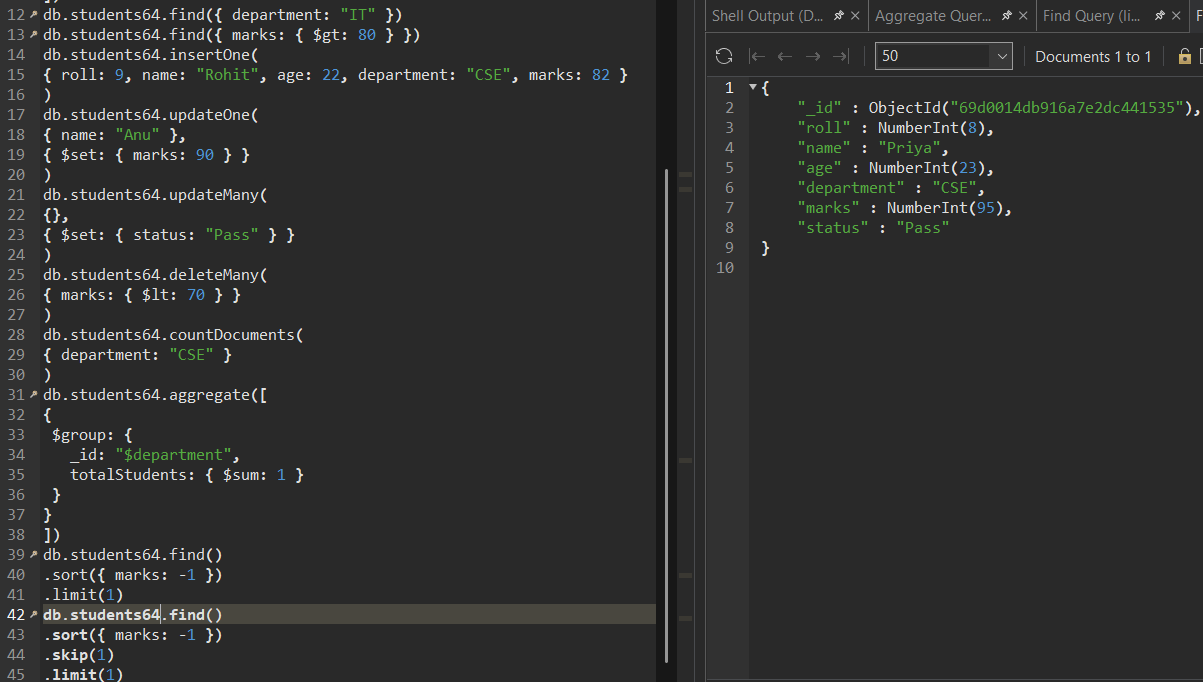 12 db.students64.find({ department: "IT" })
13 db.students64.find({ marks: { $gt: 80 } })
14 db.students64.insertOne(
15 { roll: 9, name: "Rohit", age: 22, department: "CSE", marks: 82 }
16 )
17 db.students64.updateOne(
18 { name: "Anu" },
19 { $set: { marks: 90 } }
20 )
21 db.students64.updateMany(
22 {},
23 { $set: { status: "Pass" } }
24 )
25 db.students64.deleteMany(
26 { marks: { $lt: 70 } }
27 )
28 db.students64.countDocuments(
29 { department: "CSE" }
30 )
31 db.students64.aggregate([
32 {
33 $group: {
34 _id: "$department",
35 totalStudents: { $sum: 1 }
36 }
37 }
38 ])
39 db.students64.find()
40 .sort({ marks: -1 })
41 .limit(1)
42 db.students64.find()
43 .sort({ marks: -1 })
44 .skip(1)
45 .limit(1)
Shell Output (D... Aggregate Quer... Find Query (li... F
50 Documents 1 to 1
1 {
2 "_id" : ObjectId("69d0014db916a7e2dc441535"),
3 "roll" : NumberInt(8),
4 "name" : "Priya",
5 "age" : NumberInt(23),
6 "department" : "CSE",
7 "marks" : NumberInt(95),
8 "status" : "Pass"
9 }
10